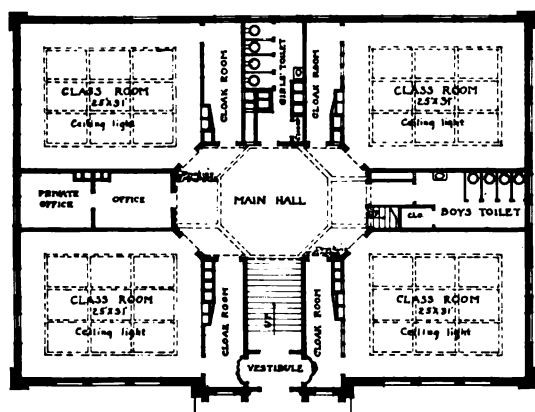 CLASS ROOM
25'X31'
Ceiling light
CLOAK ROOM
GIRLS TOILET
CLOAK ROOM
CLASS ROOM
25'X31'
Ceiling light
PRIVATE
OFFICE
OFFICE
MAIN HALL
CLO.
BOYS TOILET
CLASS ROOM
25'X31'
Ceiling light
CLOAK ROOM
UP
CLOAK ROOM
CLASS ROOM
25'X31'
Ceiling light
VESTIBULE